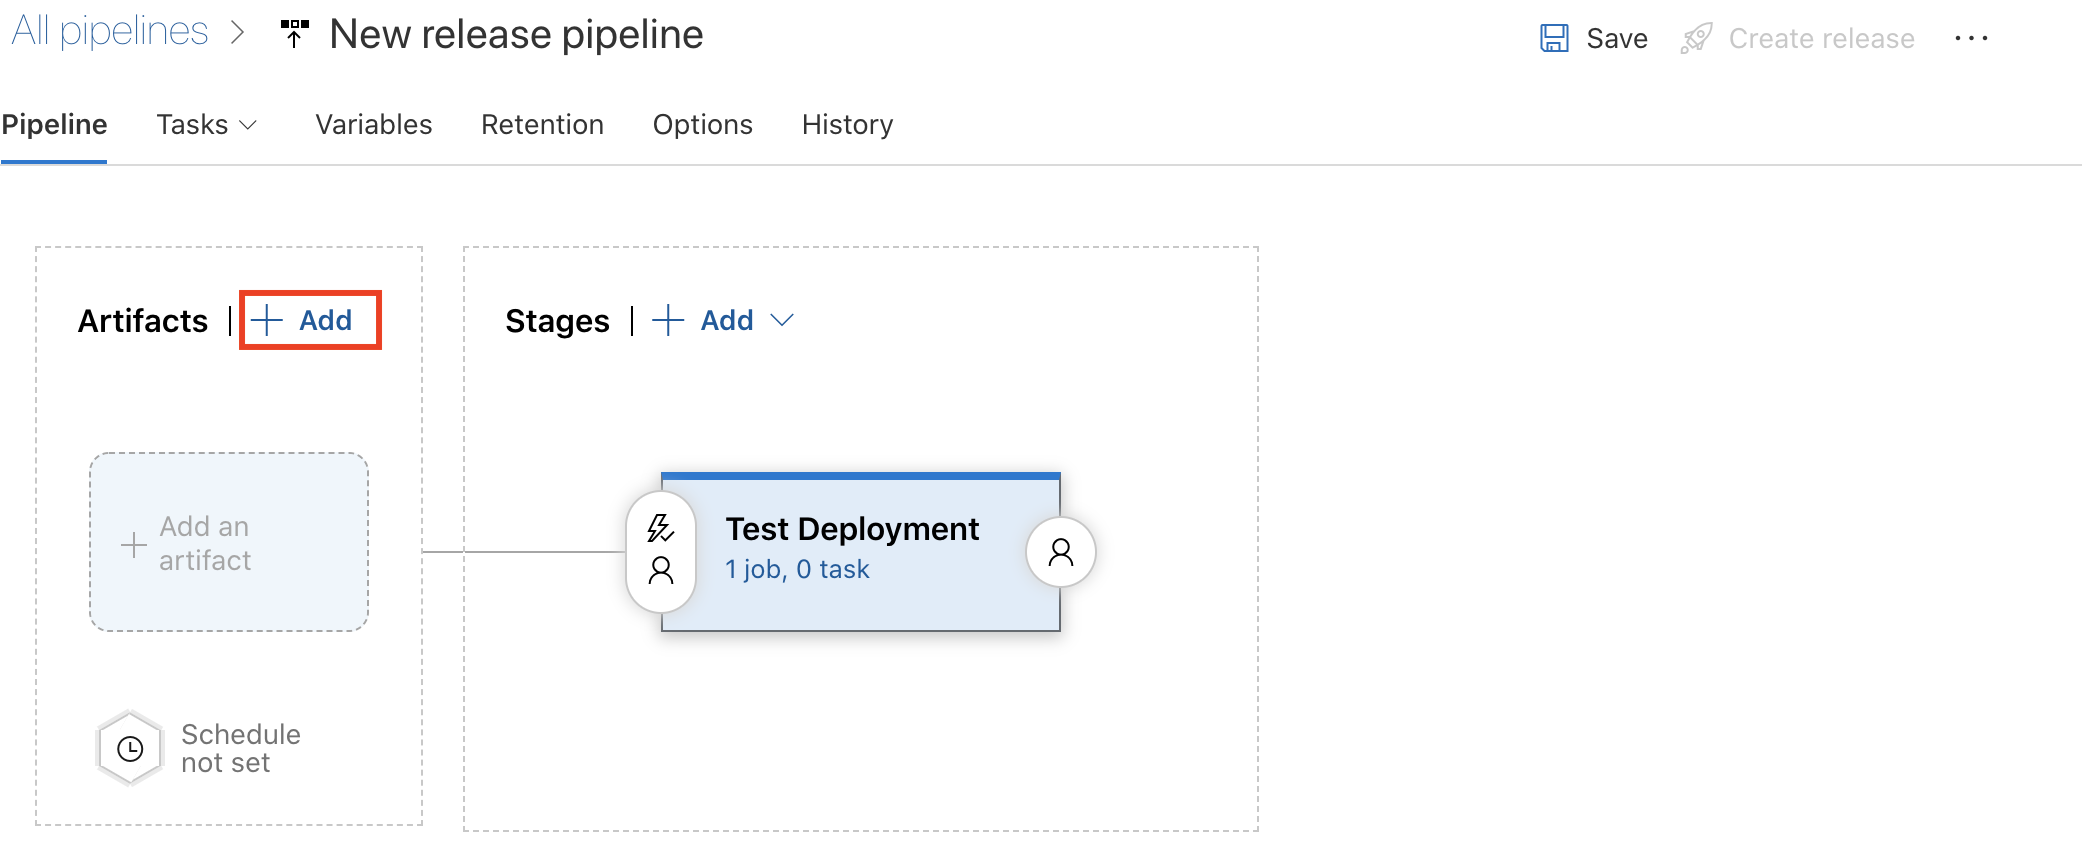 All pipelines > New release pipeline
Save
Create release
...
Pipeline
Tasks
Variables
Retention
Options
History
Artifacts | + Add
Stages | + Add
+ Add an
artifact
Test Deployment
1 job, 0 task
Schedule
not set